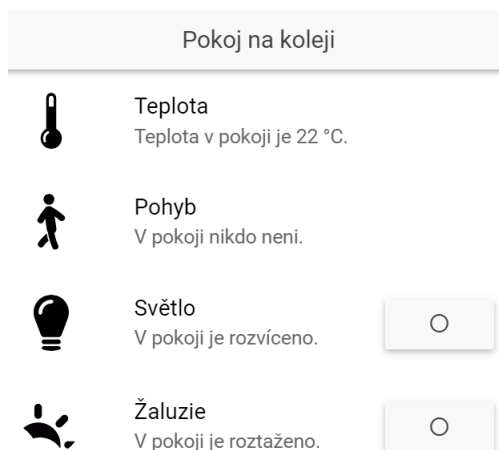 Pokoj na koleji
Teplota
Teplota v pokoji je 22 °C.
Pohyb
V pokoji nikdo neni.
Světlo
V pokoji je rozvíceno.
Žaluzie
V pokoji je roztaženo.